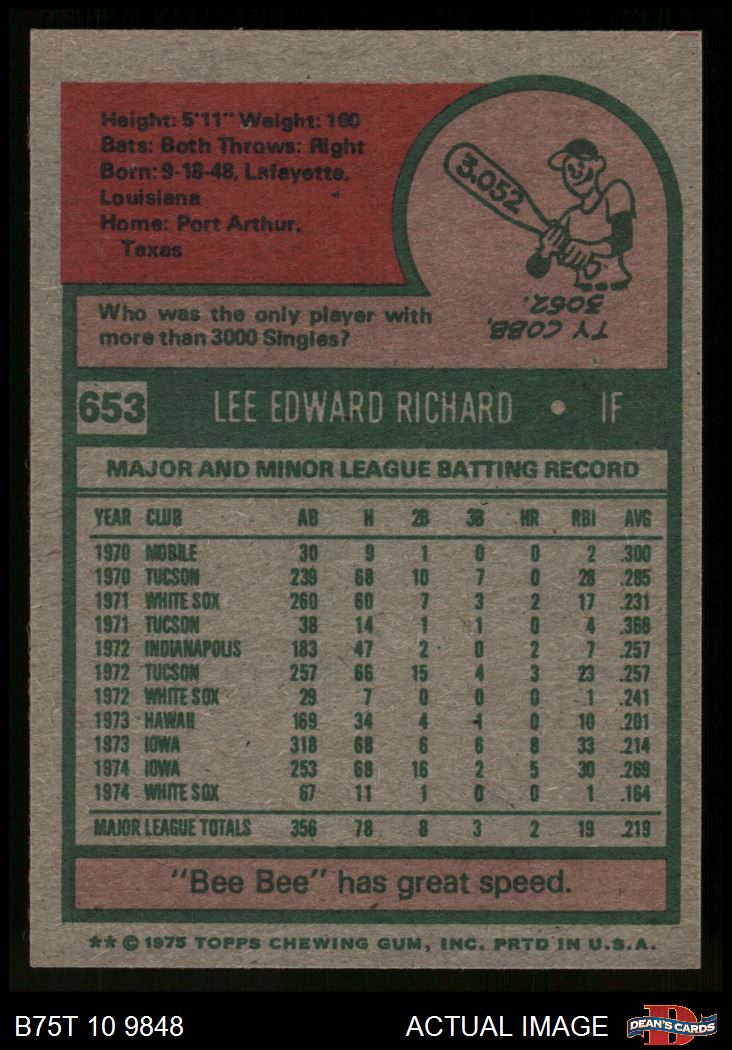 Height: 5'11" Weight: 160
Bats: Both Throws: Right
Born: 9-18-48, Lafayette,
Louisiana
Home: Port Arthur,
Texas
3.052
TY COBB,
3052.
Who was the only player with
more than 3000 Singles?
653 LEE EDWARD RICHARD • IF
MAJOR AND MINOR LEAGUE BATTING RECORD
YEAR CLUB AB H 2B 3B HR RBI AVG
1970 MOBILE 30 9 1 0 0 2 .300
1970 TUCSON 239 68 10 7 0 28 .285
1971 WHITE SOX 260 60 7 3 2 17 .231
1971 TUCSON 38 14 1 1 0 4 .368
1972 INDIANAPOLIS 183 47 2 0 2 7 .257
1972 TUCSON 257 66 15 4 3 23 .257
1972 WHITE SOX 29 7 0 0 0 1 .241
1973 HAWAII 169 34 4 1 0 10 .201
1973 IOWA 318 68 6 6 8 33 .214
1974 IOWA 253 68 16 2 5 30 .269
1974 WHITE SOX 67 11 1 0 0 1 .164
MAJOR LEAGUE TOTALS 356 78 8 3 2 19 .219
"Bee Bee" has great speed.
** © 1975 TOPPS CHEWING GUM, INC. PRTD IN U.S.A.
B75T 10 9848 ACTUAL IMAGE D DEAN'S CARDS